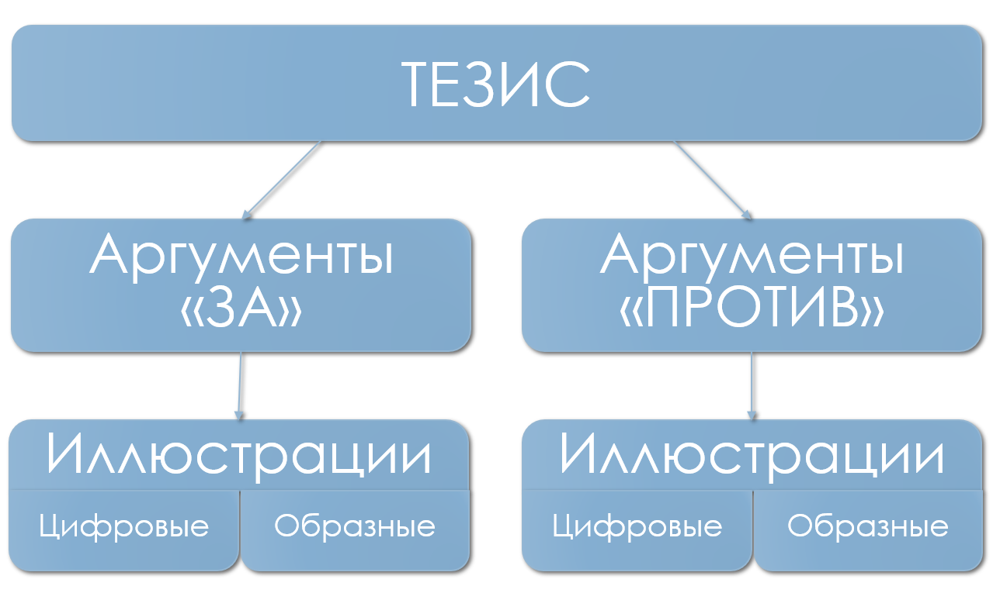 ТЕЗИС
Аргументы
«ЗА»
Аргументы
«ПРОТИВ»
Иллюстрации
Цифровые
Образные
Иллюстрации
Цифровые
Образные